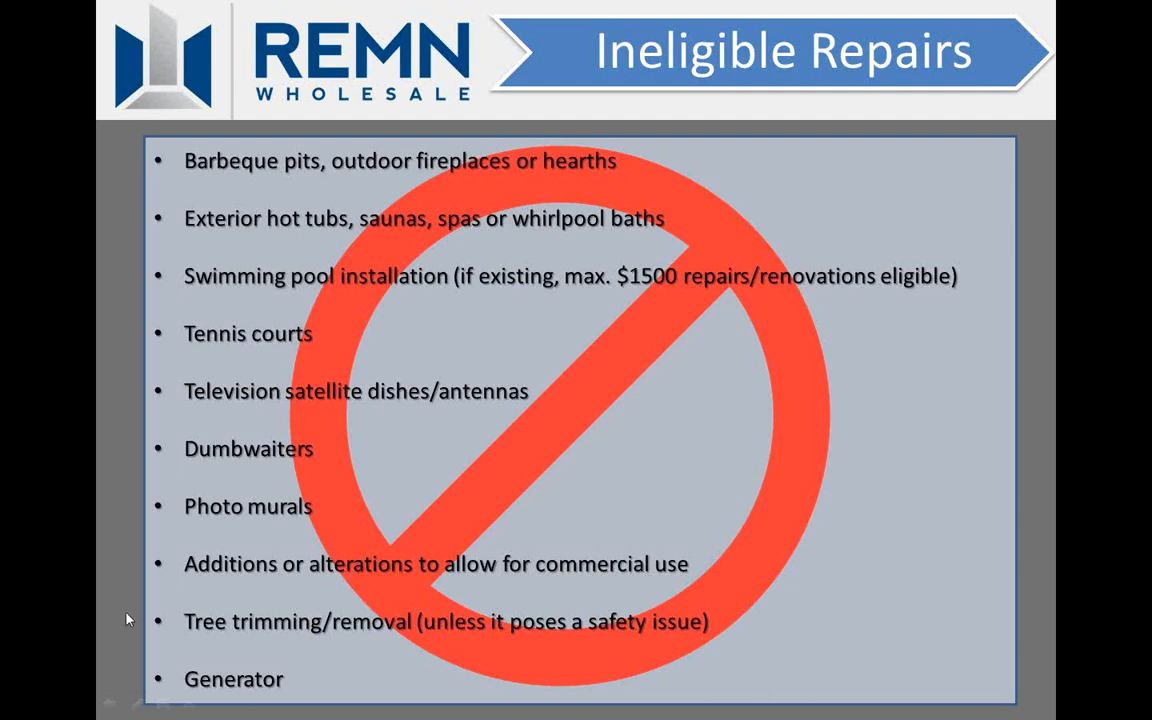 REMN
WHOLESALE
Ineligible Repairs
• Barbeque pits, outdoor fireplaces or hearths
• Exterior hot tubs, saunas, spas or whirlpool baths
• Swimming pool installation (if existing, max. $1500 repairs/renovations eligible)
• Tennis courts
• Television satellite dishes/antennas
• Dumbwaiters
• Photo murals
• Additions or alterations to allow for commercial use
• Tree trimming/removal (unless it poses a safety issue)
• Generator